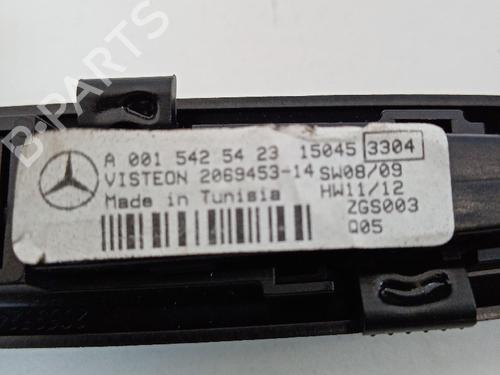 B-PARTS
A 001 542 54 23 15045 3304
VISTEON 2069453-14 SW08/09
Made in Tunisia HW11/12
ZGS003
Q05